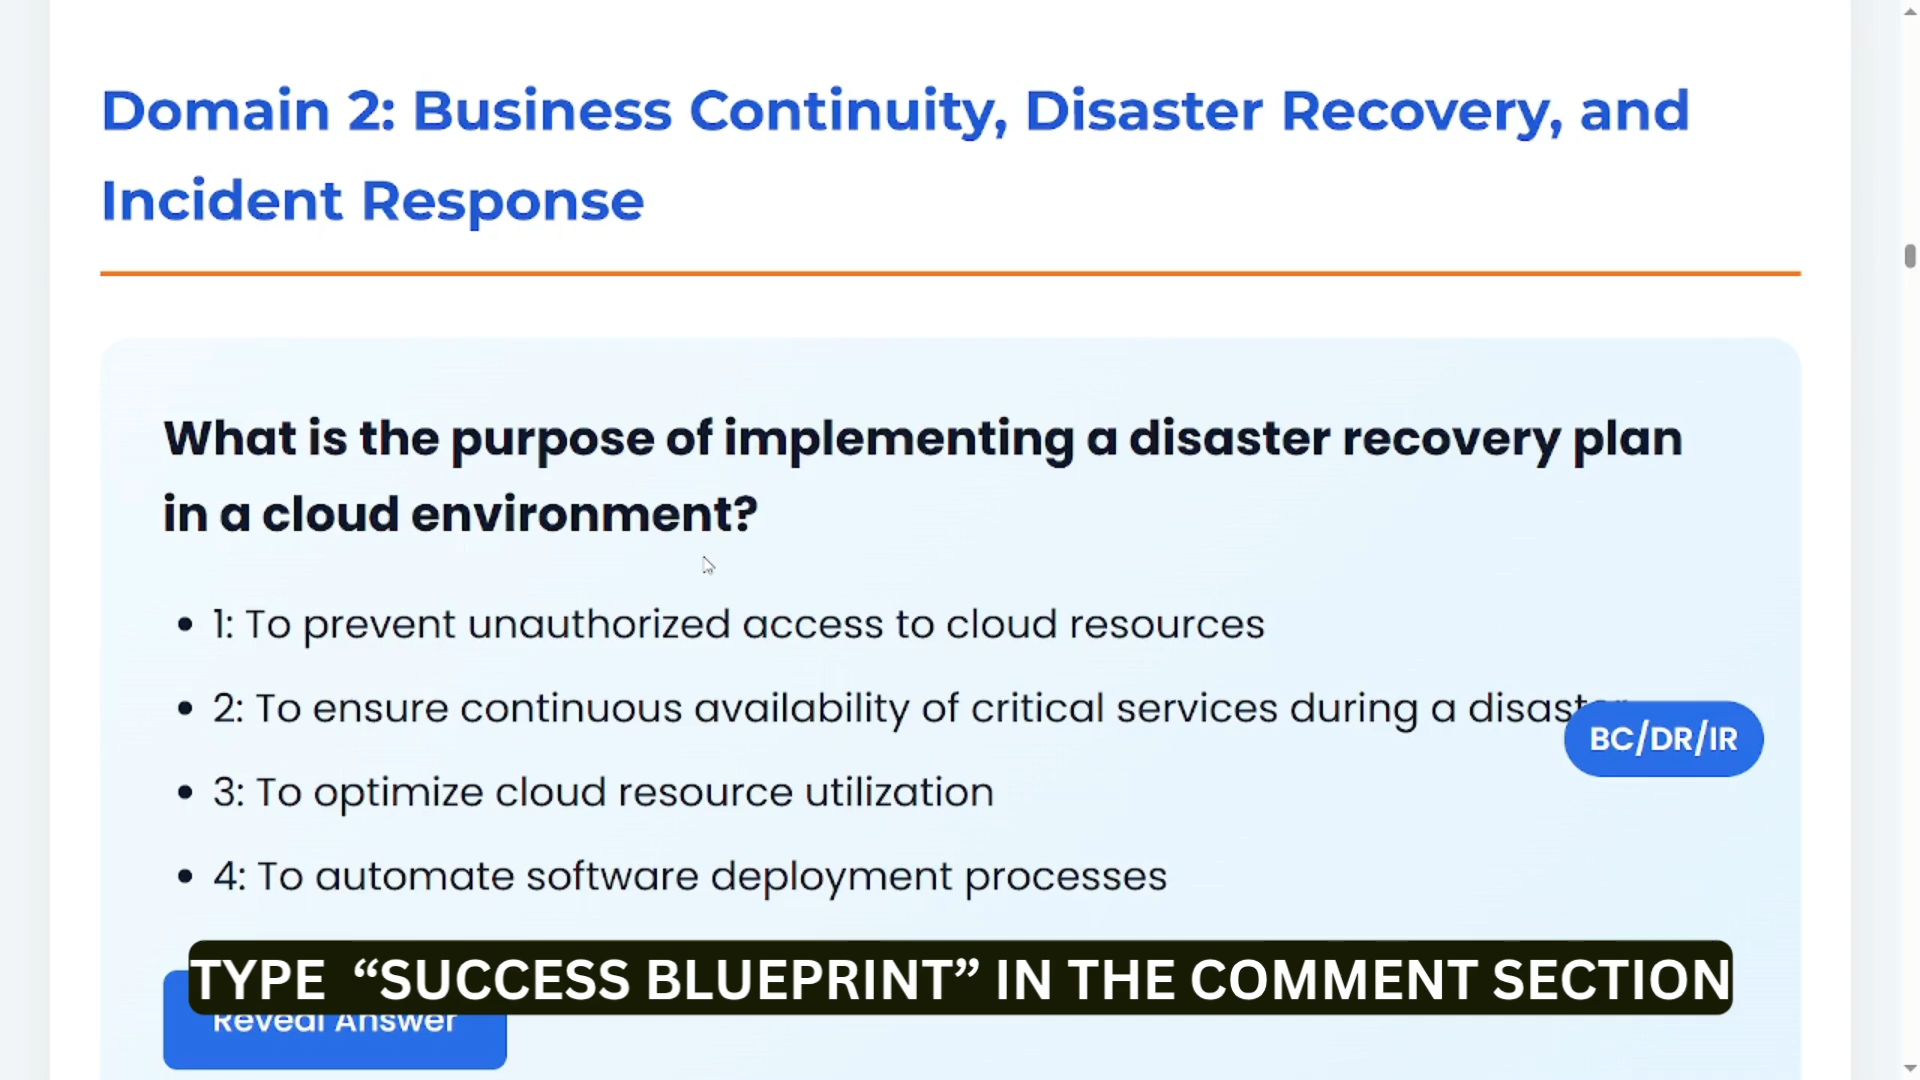 Domain 2: Business Continuity, Disaster Recovery, and
Incident Response
What is the purpose of implementing a disaster recovery plan
in a cloud environment?
1: To prevent unauthorized access to cloud resources
2: To ensure continuous availability of critical services during a disaster
BC/DR/IR
3: To optimize cloud resource utilization
4: To automate software deployment processes
TYPE “SUCCESS BLUEPRINT” IN THE COMMENT SECTION
Reveal Answer